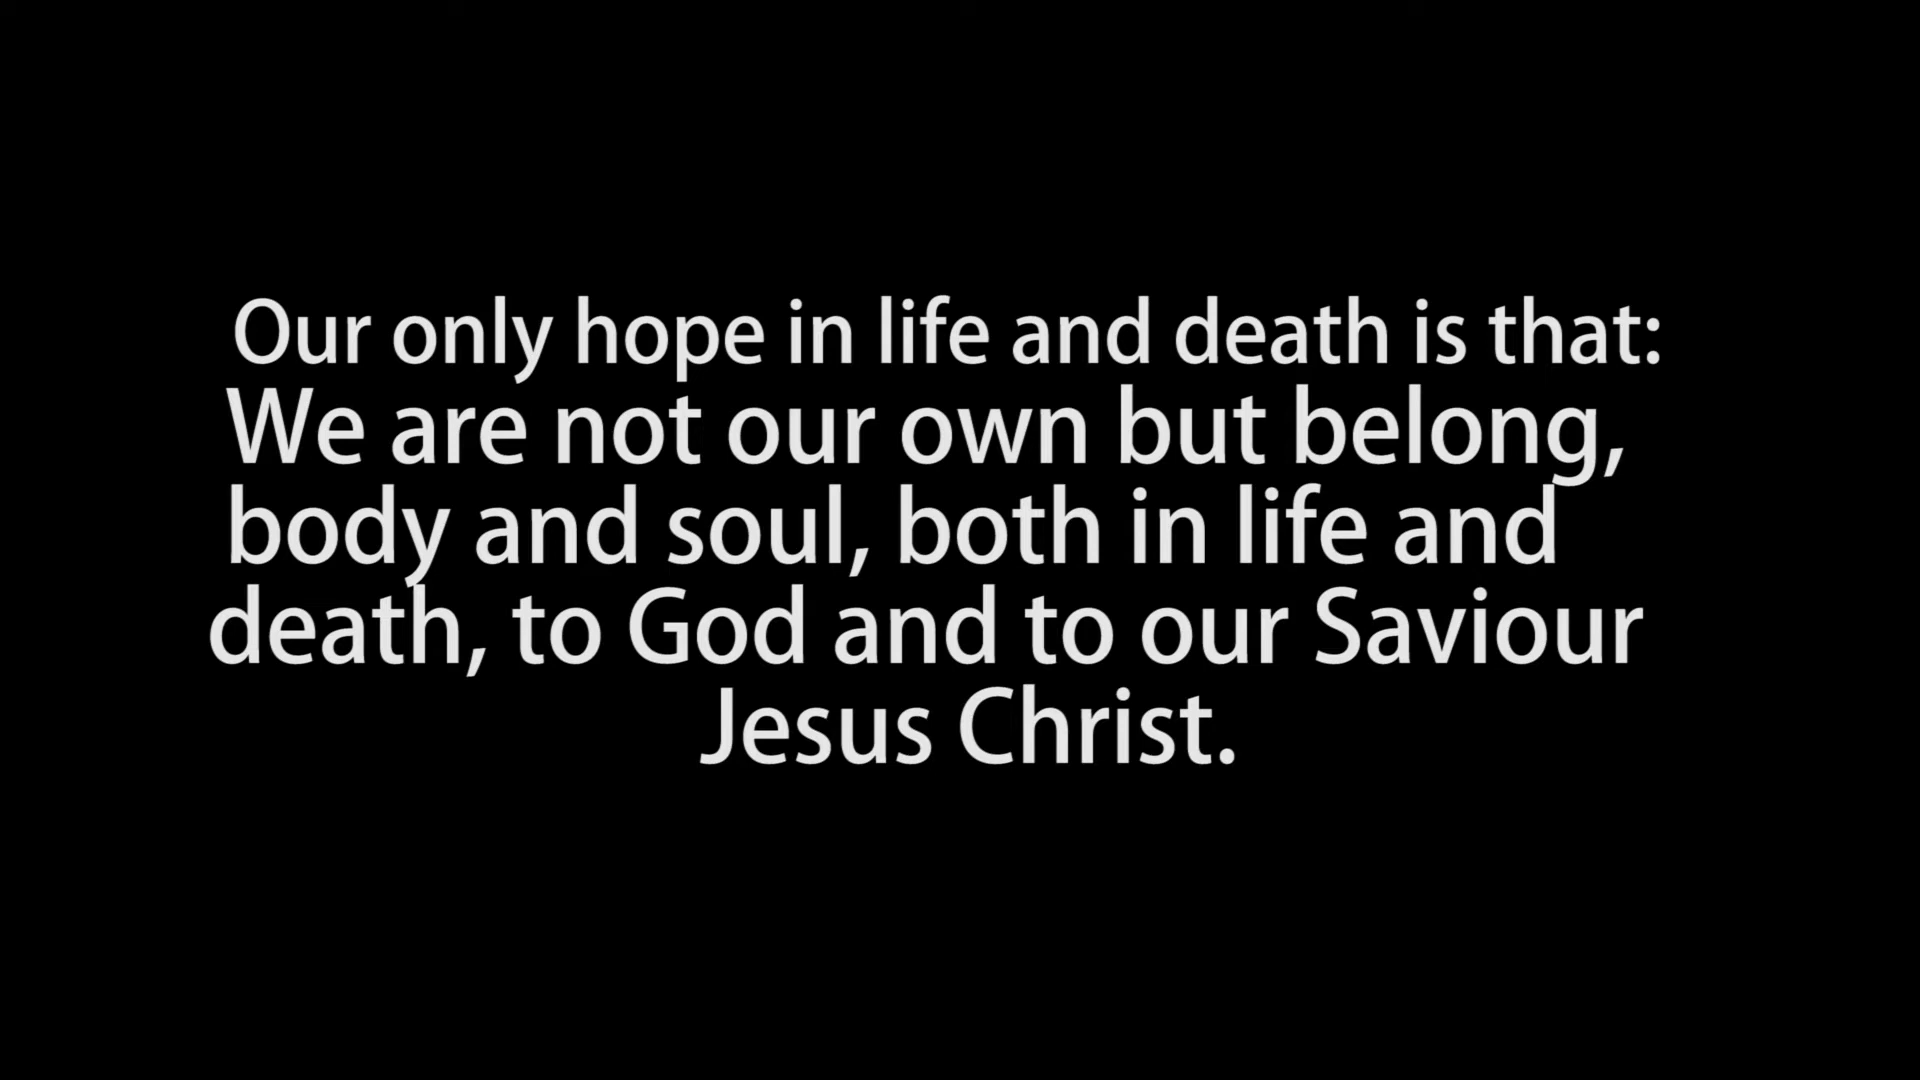 Our only hope in life and death is that:
We are not our own but belong,
body and soul, both in life and
death, to God and to our Saviour
Jesus Christ.